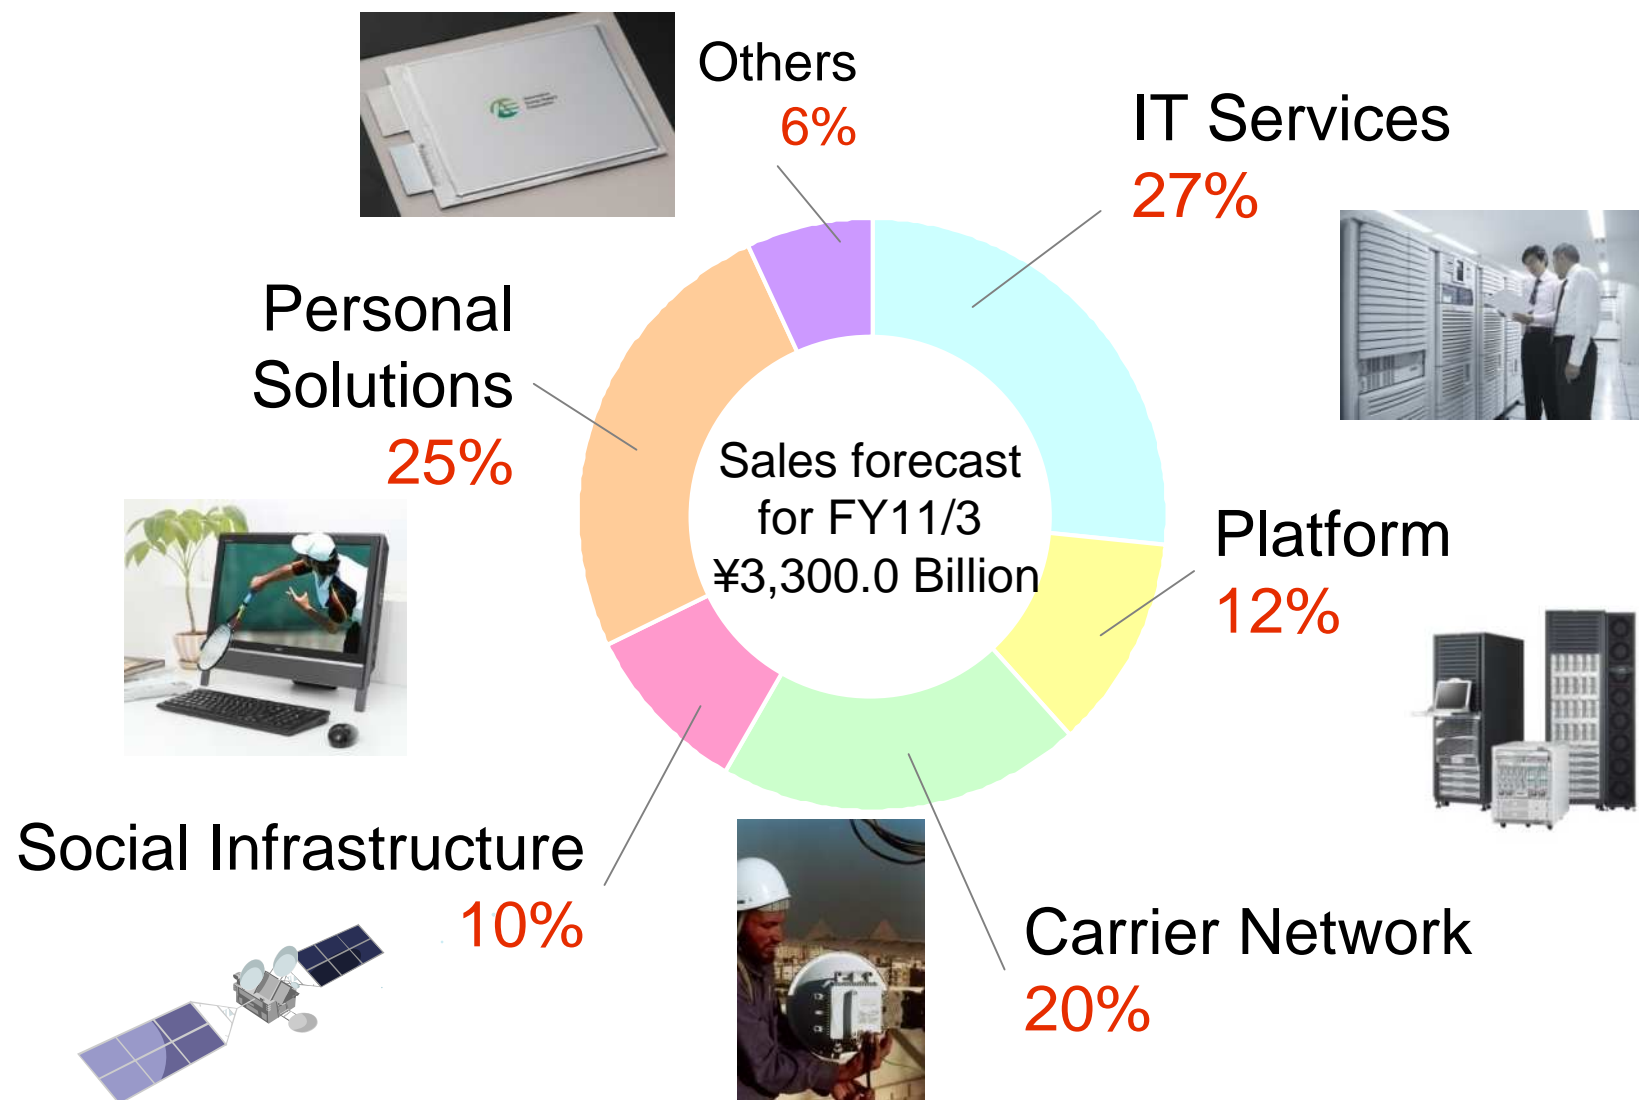 Others
6%
IT Services
27%
Personal
Solutions
25%
Sales forecast
for FY11/3
¥3,300.0 Billion
Platform
12%
Social Infrastructure
10%
Carrier Network
20%